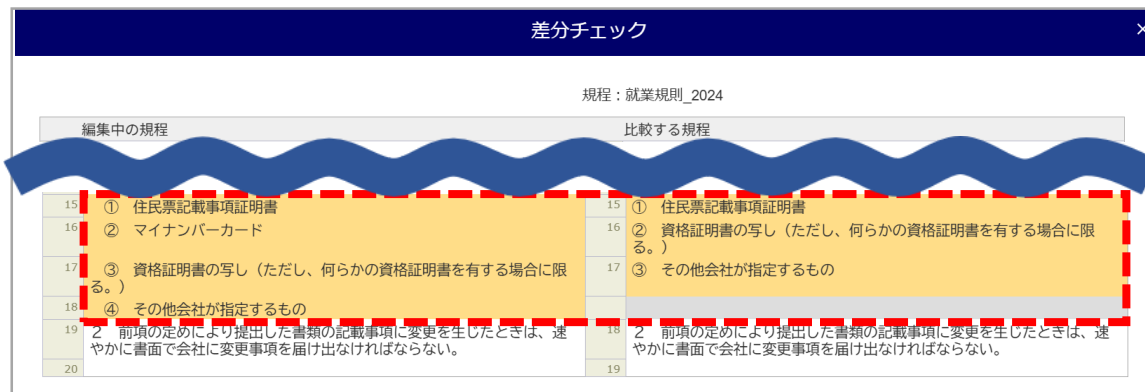 差分チェック
×
規程：就業規則_2024
編集中の規程
比較する規程
15 ① 住民票記載事項証明書
16 ② マイナンバーカード
17 ③ 資格証明書の写し（ただし、何らかの資格証明書を有する場合に限
る。）
18 ④ その他会社が指定するもの
19 ２ 前項の定めにより提出した書類の記載事項に変更を生じたときは、速
やかに書面で会社に変更事項を届け出なければならない。
20
15 ① 住民票記載事項証明書
16 ② 資格証明書の写し（ただし、何らかの資格証明書を有する場合に限
る。）
17 ③ その他会社が指定するもの
18 ２ 前項の定めにより提出した書類の記載事項に変更を生じたときは、速
やかに書面で会社に変更事項を届け出なければならない。
19